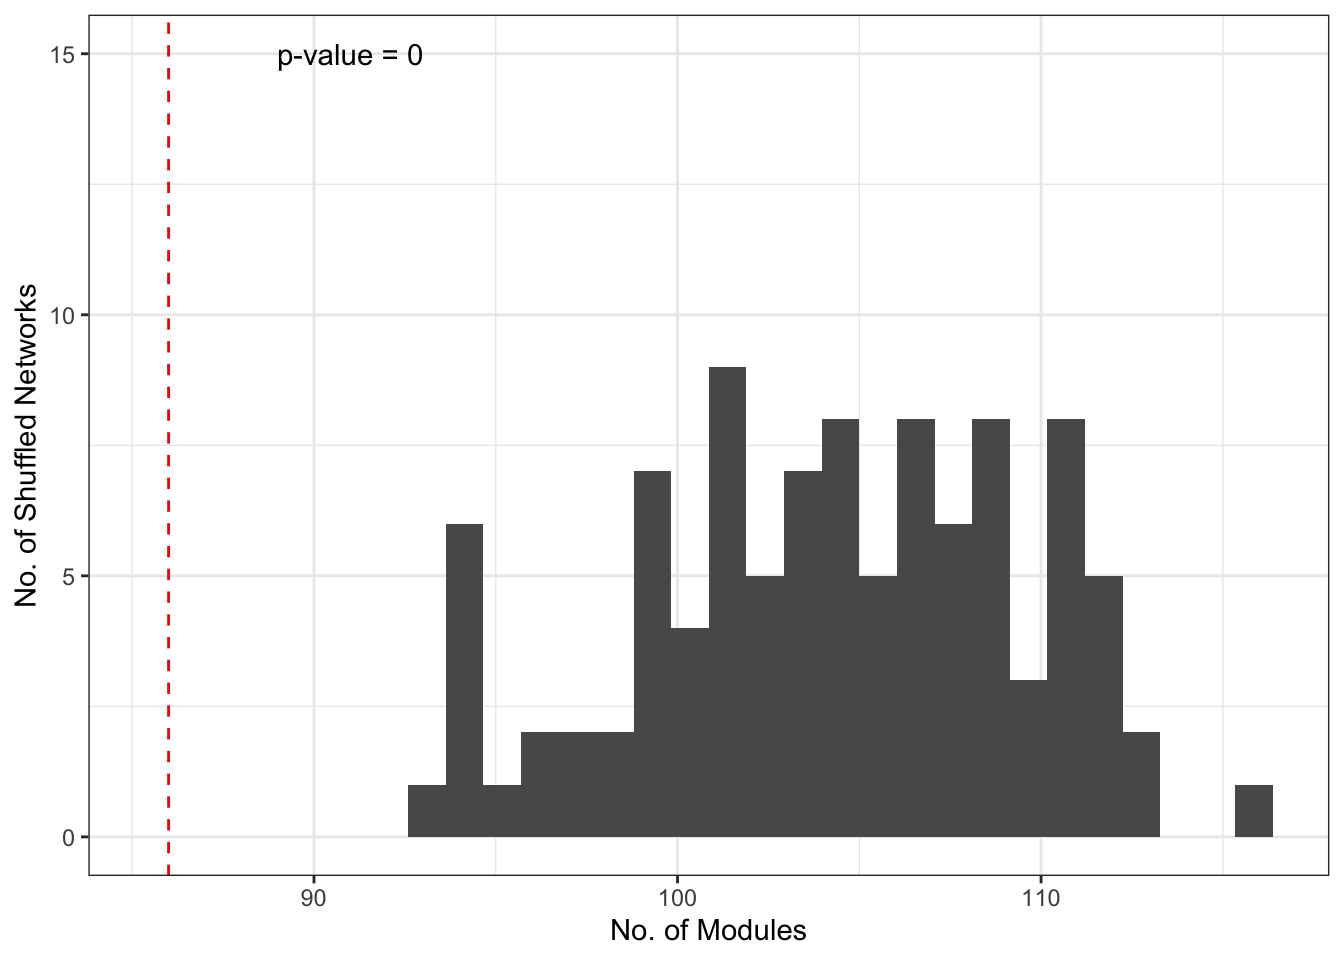 p-value = 0
15
10
5
0
No. of Shuffled Networks
90
100
110
No. of Modules